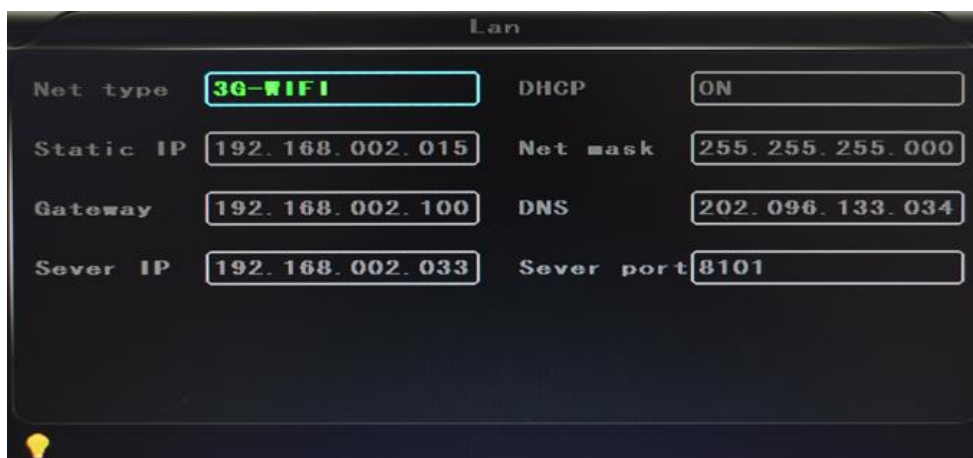 Lan
Net type 3G-WIFI DHCP ON
Static IP 192.168.002.015 Net mask 255.255.255.000
Gateway 192.168.002.100 DNS 202.096.133.034
Sever IP 192.168.002.033 Sever port 8101